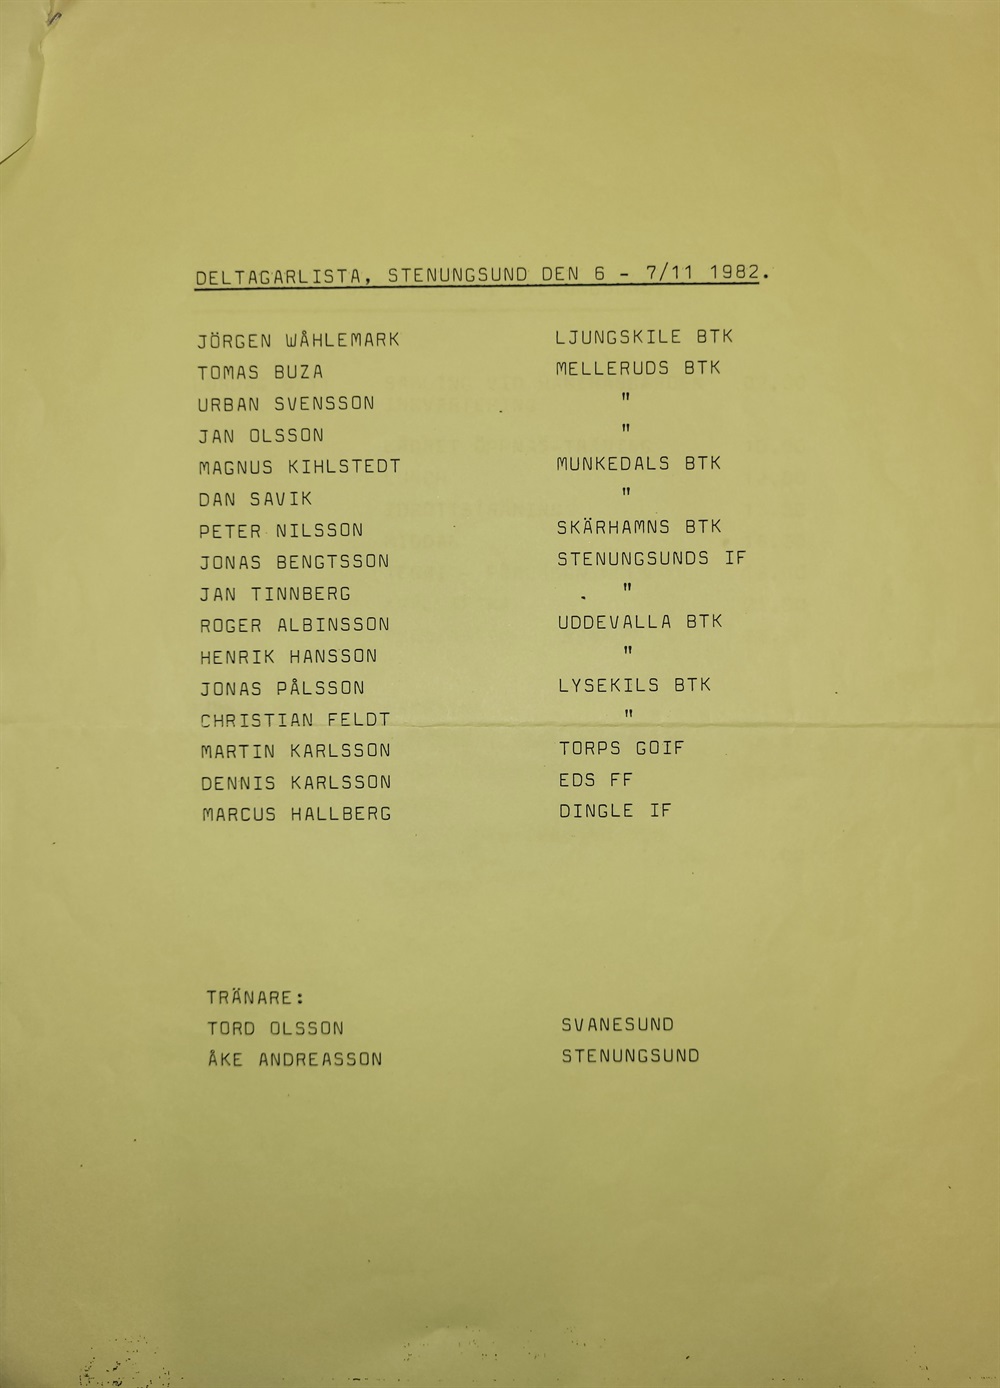 DELTAGARLISTA, STENUNGSUND DEN 6 - 7/11 1982.
JÖRGEN WÅHLEMARK LJUNGSKILE BTK
TOMAS BUZA MELLERUDS BTK
URBAN SVENSSON "
JAN OLSSON "
MAGNUS KIHLSTEDT MUNKEDALS BTK
DAN SAVIK "
PETER NILSSON SKÄRHAMNS BTK
JONAS BENGTSSON STENUNGSUNDS IF
JAN TINNBERG "
ROGER ALBINSSON UDDEVALLA BTK
HENRIK HANSSON "
JONAS PÅLSSON LYSEKILS BTK
CHRISTIAN FELDT "
MARTIN KARLSSON TORPS GOIF
DENNIS KARLSSON EDS FF
MARCUS HALLBERG DINGLE IF
TRÄNARE:
TORD OLSSON SVANESUND
ÅKE ANDREASSON STENUNGSUND